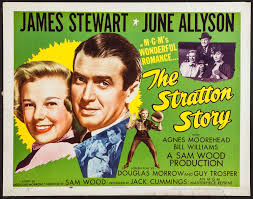 JAMES STEWART ★ JUNE ALLYSON
M-G-M's
WONDERFUL
ROMANCE...
The
Stratton
Story
with
AGNES MOOREHEAD
BILL WILLIAMS
A SAM WOOD
PRODUCTION
DOUGLAS MORROW and GUY TROSPER
SAM WOOD
JACK CUMMINGS